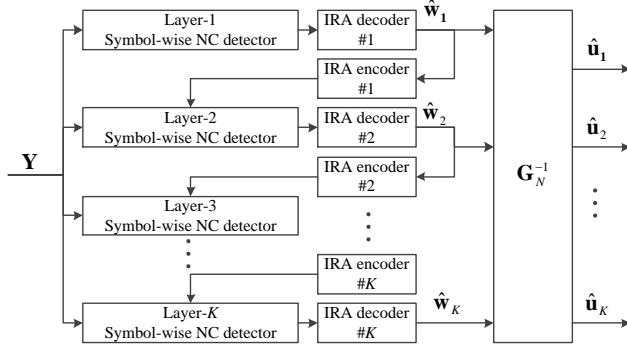 Layer-1
Symbol-wise NC detector
IRA decoder
#1
ŵ₁
IRA encoder
#1
û₁
Layer-2
Symbol-wise NC detector
IRA decoder
#2
ŵ₂
û₂
Y
IRA encoder
#2
G_N^{-1}
Layer-3
Symbol-wise NC detector
IRA encoder
#K
Layer-K
Symbol-wise NC detector
IRA decoder
#K
ŵ_K
û_K